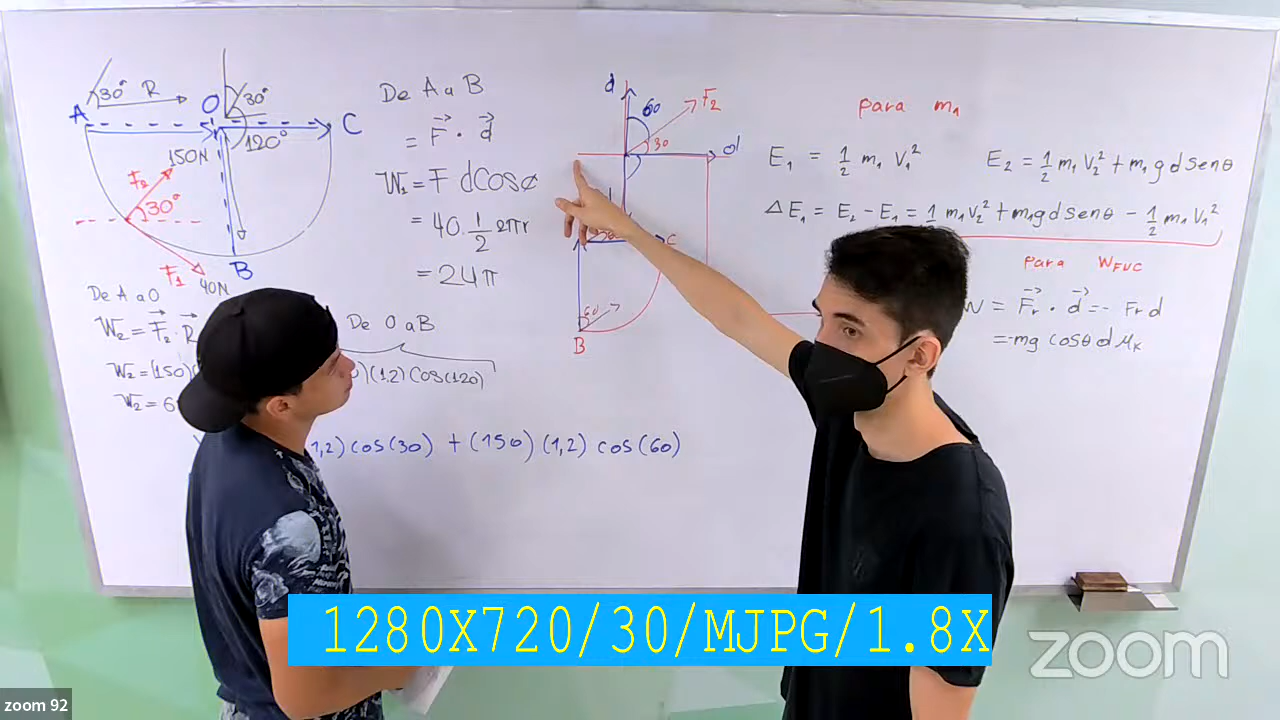 30° R
30°
A
O
C
120°
150N
F2
30°
B
F1
40N
De A a O
W2 = F2 · R
W2 = (150)
W2 = 6
De A a B
= F · d
= F d Cos
= 40 · 1/2 2πr
= 24π
De O a B
)(1,2) Cos(120)
1,2) cos(30) + (150) (1,2) cos(60)
d
60
F2
30
d
C
60
B
para m1
E1 = 1/2 m1 V1²
E2 = 1/2 m1 V2² + m1 g d senθ
ΔE1 = E2 - E1 = 1/2 m1 V2² + m1 g d senθ - 1/2 m1 V1²
para WFNC
= Fr · d = - Fr d
= -mg cosθ d μk
1280X720/30/MJPG/1.8X
zoom
zoom 92